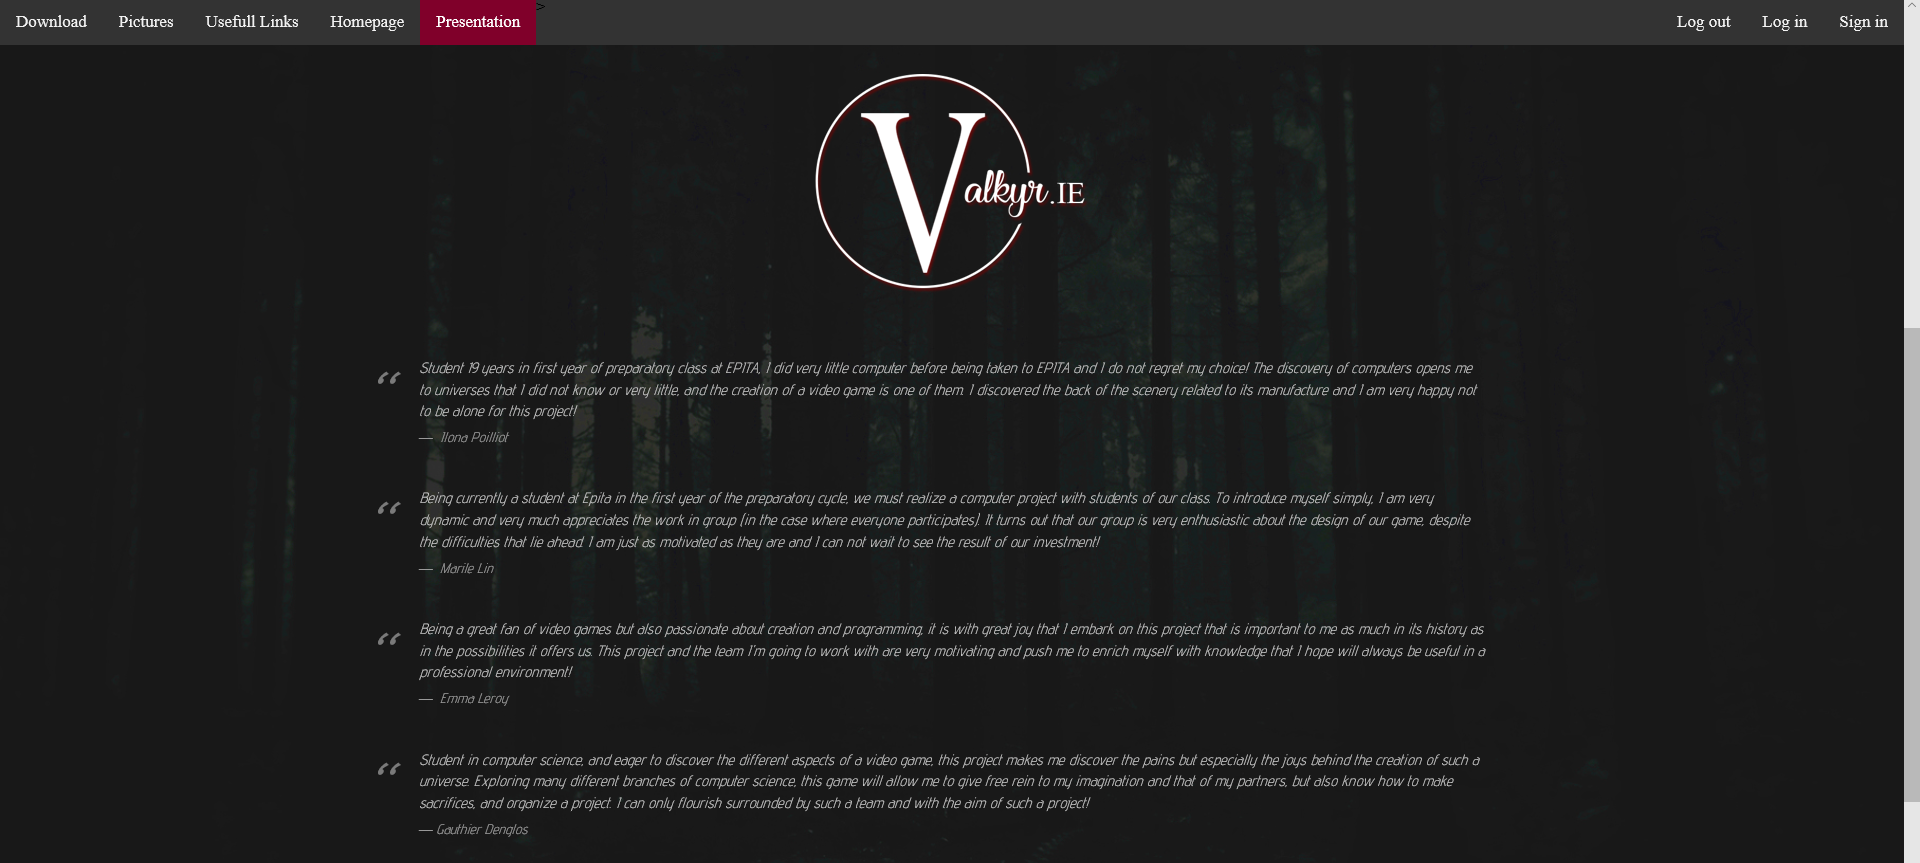 Download Pictures Usefull Links Homepage Presentation > Log out Log in Sign in
Valkyr.IE
“ Student 19 years in first year of preparatory class at EPITA, I did very little computer before being taken to EPITA and I do not regret my choice! The discovery of computers opens me
to universes that I did not know or very little, and the creation of a video game is one of them. I discovered the back of the scenery related to its manufacture and I am very happy not
to be alone for this project!
— Ilona Poilliot
“ Being currently a student at Epita in the first year of the preparatory cycle, we must realize a computer project with students of our class. To introduce myself simply, I am very
dynamic and very much appreciates the work in group (in the case where everyone participates). It turns out that our group is very enthusiastic about the design of our game, despite
the difficulties that lie ahead. I am just as motivated as they are and I can not wait to see the result of our investment!
— Marile Lin
“ Being a great fan of video games but also passionate about creation and programming, it is with great joy that I embark on this project that is important to me as much in its history as
in the possibilities it offers us. This project and the team I'm going to work with are very motivating and push me to enrich myself with knowledge that I hope will always be useful in a
professional environment!
— Emma Leroy
“ Student in computer science, and eager to discover the different aspects of a video game, this project makes me discover the pains but especially the joys behind the creation of such a
universe. Exploring many different branches of computer science, this game will allow me to give free rein to my imagination and that of my partners, but also know how to make
sacrifices, and organize a project. I can only flourish surrounded by such a team and with the aim of such a project!
— Gauthier Denglos